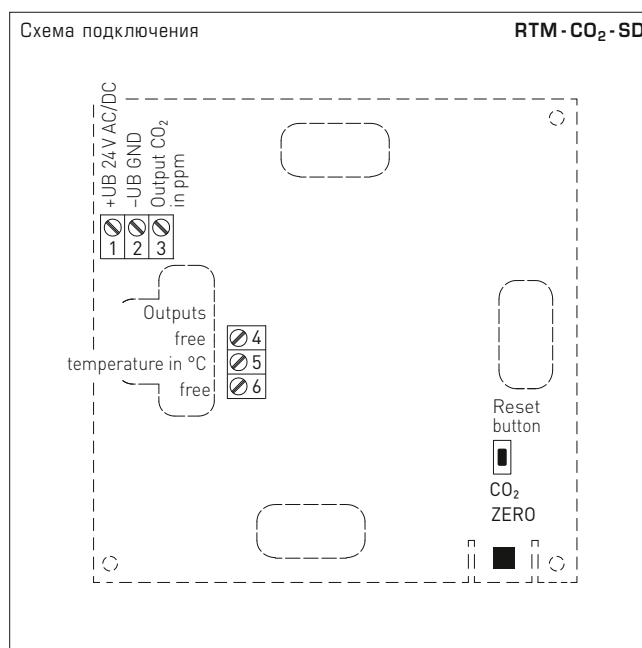 Схема подключения
RTM-CO₂-SD
+UB 24V AC/DC
–UB GND
Output CO₂
in ppm
1 2 3
Outputs
free 4
temperature in °C 5
free 6
Reset
button
CO₂
ZERO